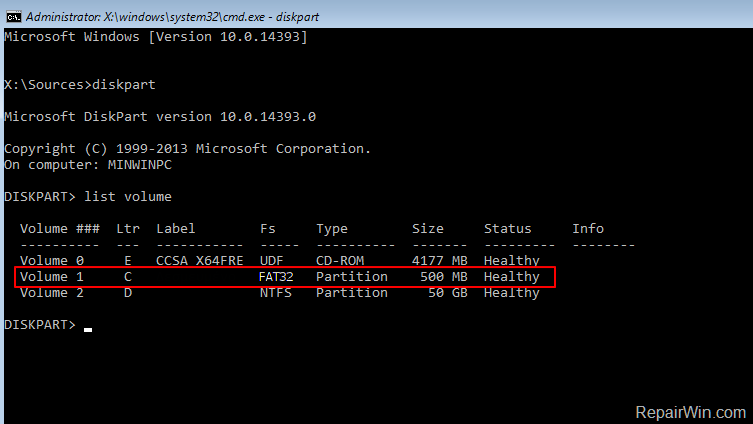 Administrator: X:\windows\system32\cmd.exe - diskpart
Microsoft Windows [Version 10.0.14393]
X:\Sources>diskpart
Microsoft DiskPart version 10.0.14393.0
Copyright (C) 1999-2013 Microsoft Corporation.
On computer: MINWINPC
DISKPART> list volume
Volume ###  Ltr  Label        Fs     Type        Size     Status     Info
----------  ---  -----------  -----  ----------  -------  ---------  --------
Volume 0     E   CCSA_X64FRE  UDF    CD-ROM      4177 MB  Healthy
Volume 1     C                FAT32  Partition    500 MB  Healthy
Volume 2     D                NTFS   Partition     50 GB  Healthy
DISKPART> _
RepairWin.com